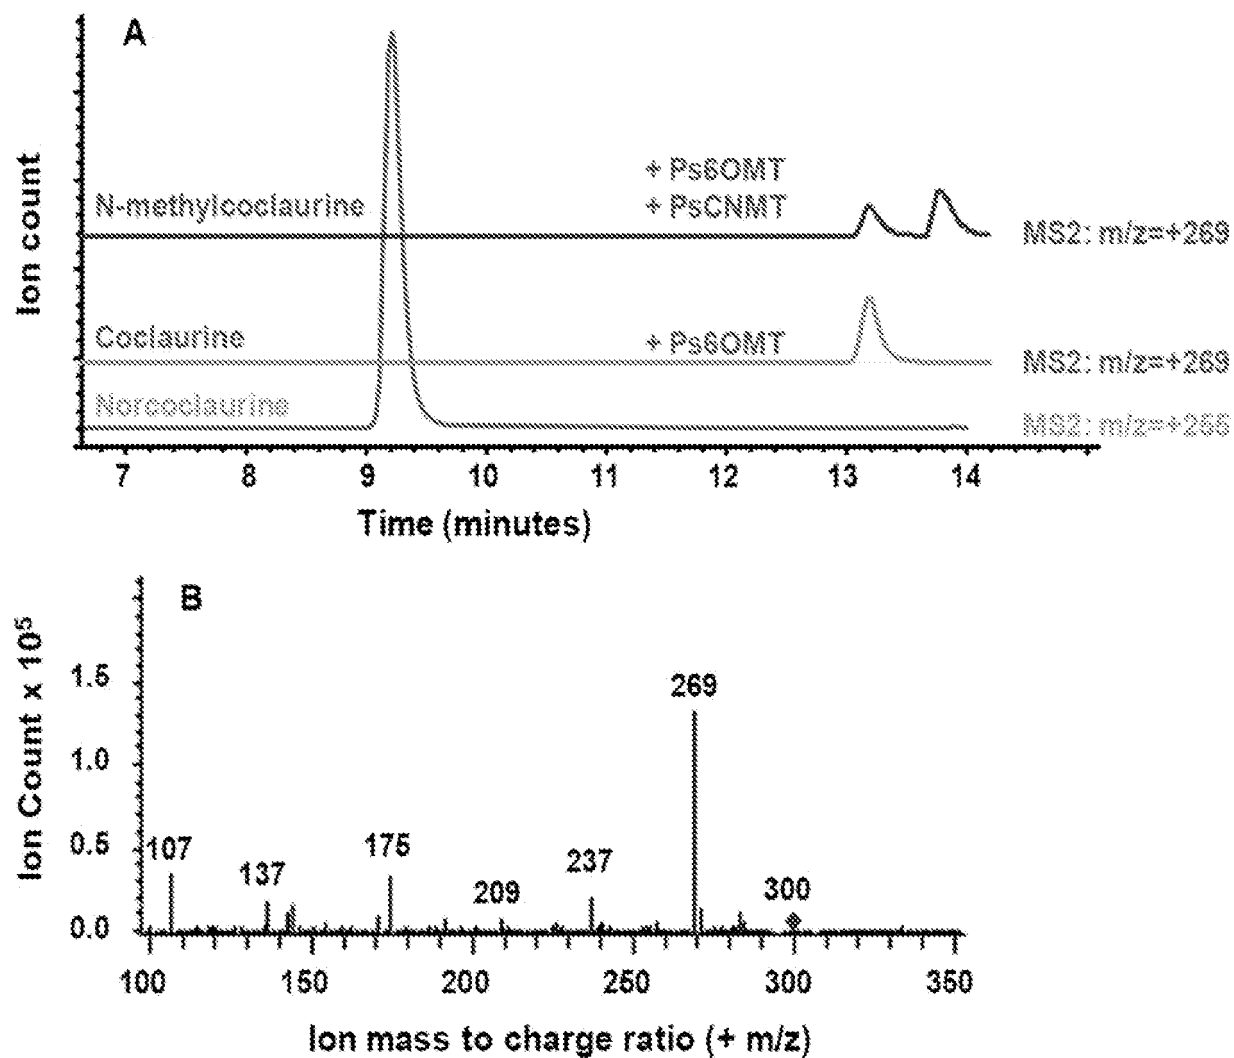 A
Ion count
+ Ps6OMT
N-methylcoclaurine + PsCNMT
MS2: m/z=+269
Coclaurine + Ps6OMT
MS2: m/z=+269
Norcoclaurine
MS2: m/z=+255
7 8 9 10 11 12 13 14
Time (minutes)
B
Ion Count x 10⁵
1.5
1.0
0.5
0.0
269
107
137
175
209
237
300
100 150 200 250 300 350
Ion mass to charge ratio (+ m/z)